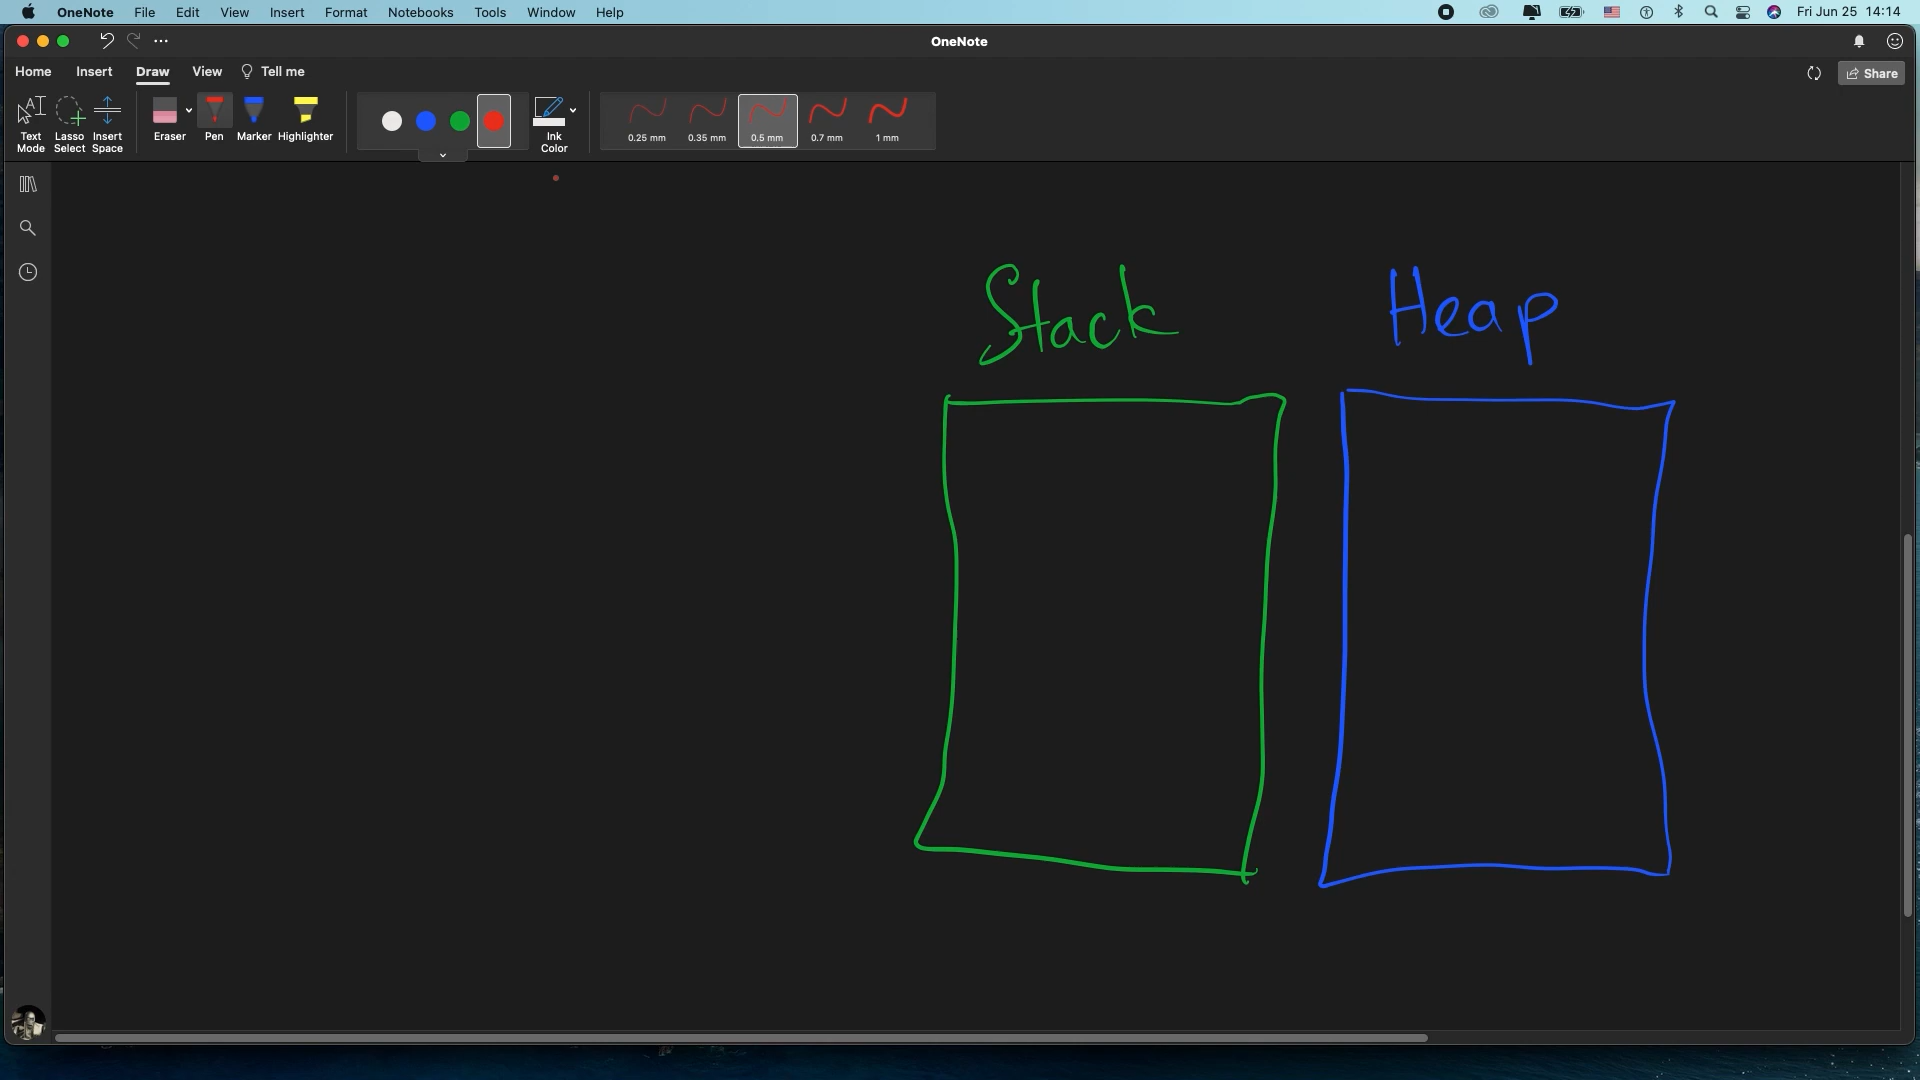 OneNote File Edit View Insert Format Notebooks Tools Window Help Fri Jun 25 14:14
OneNote
Home Insert Draw View Tell me Share
Text Mode
Lasso Select
Insert Space
Eraser
Pen
Marker
Highlighter
Ink Color
0.25 mm
0.35 mm
0.5 mm
0.7 mm
1 mm
Stack Heap